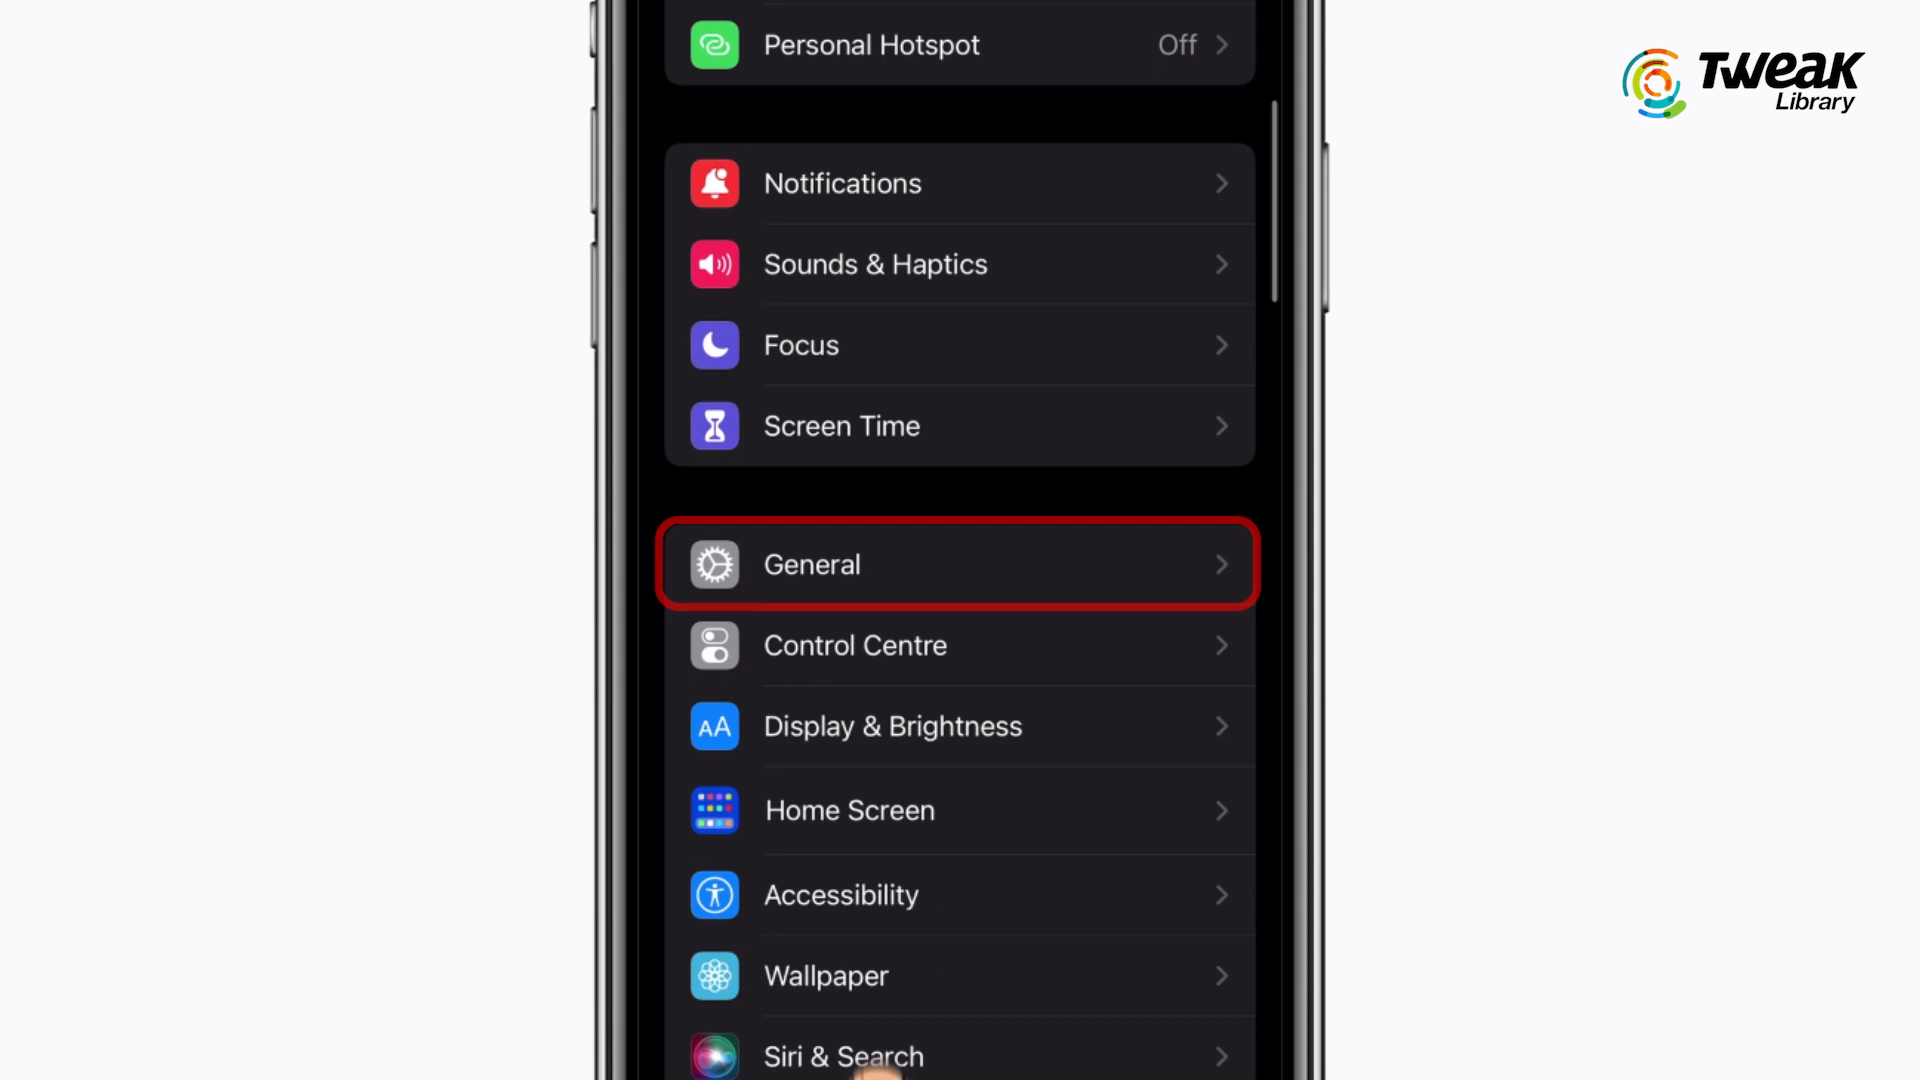 Personal Hotspot Off
TWeaK
Library
Notifications
Sounds & Haptics
Focus
Screen Time
General
Control Centre
AA Display & Brightness
Home Screen
Accessibility
Wallpaper
Siri & Search